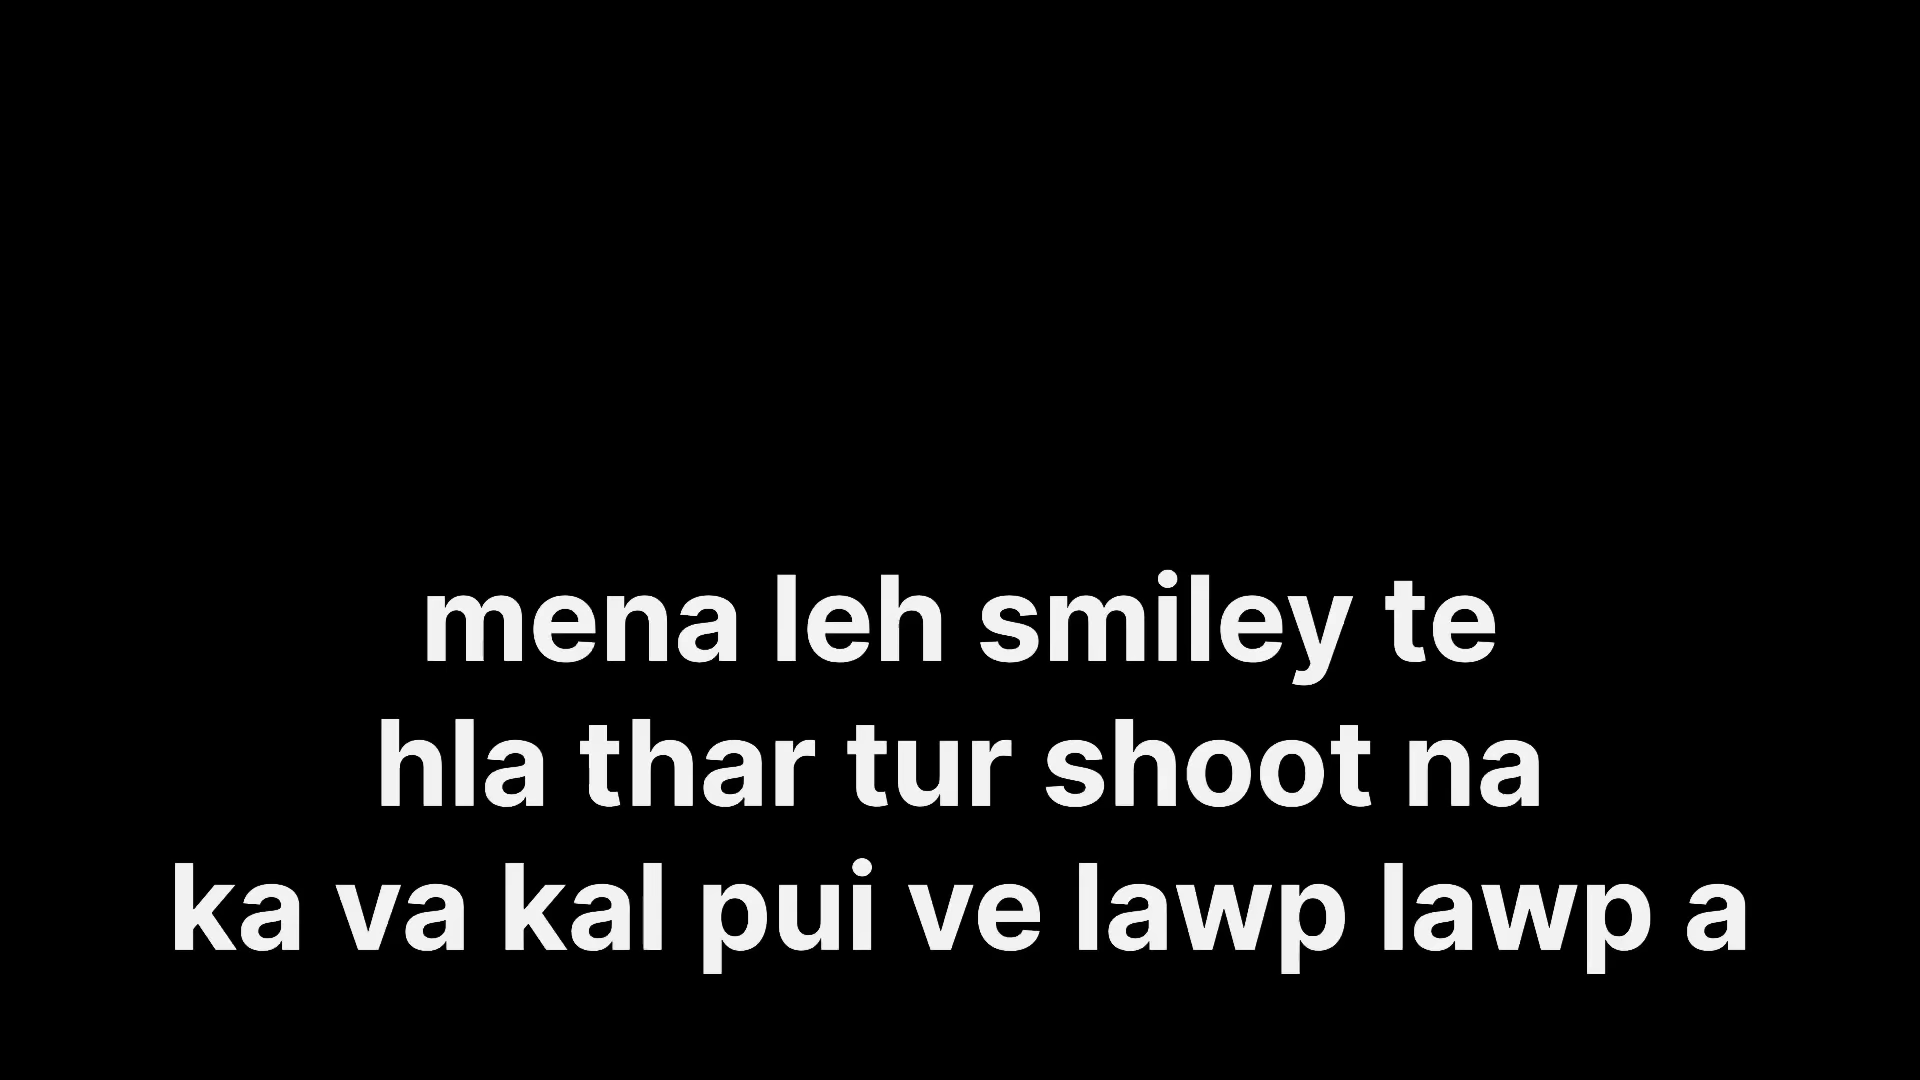 mena leh smiley te
hla thar tur shoot na
ka va kal pui ve lawp lawp a